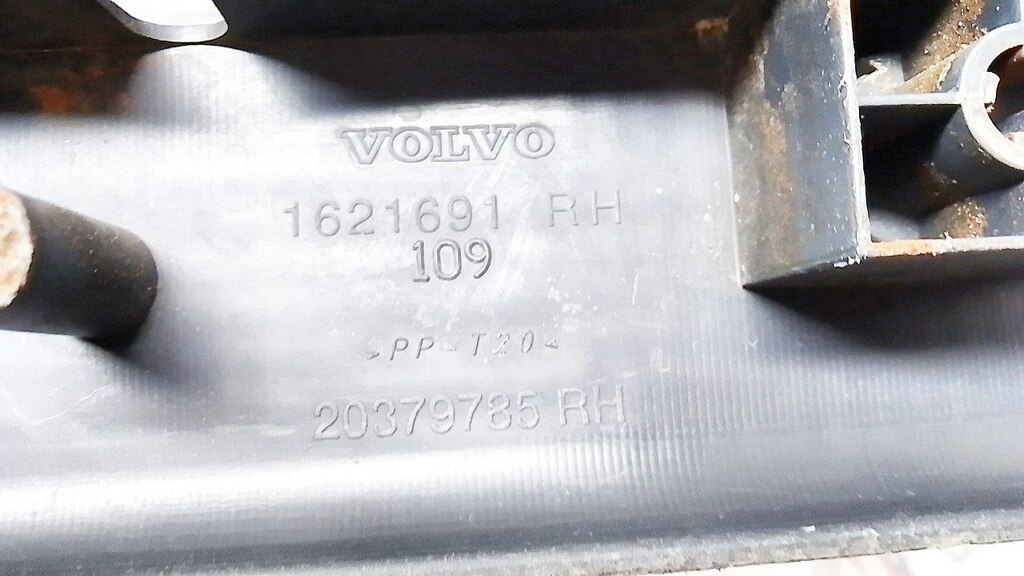 VOLVO
1621691 RH
109
>PP-T20<
20379785 RH